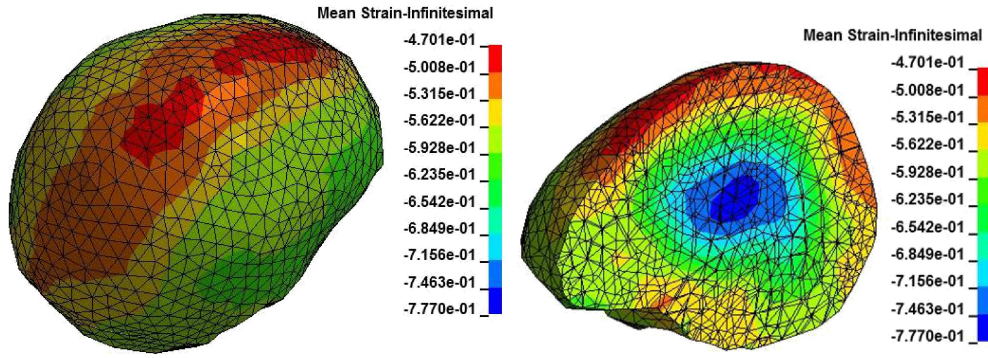 Mean Strain-Infinitesimal
-4.701e-01
-5.008e-01
-5.315e-01
-5.622e-01
-5.928e-01
-6.235e-01
-6.542e-01
-6.849e-01
-7.156e-01
-7.463e-01
-7.770e-01
Mean Strain-Infinitesimal
-4.701e-01
-5.008e-01
-5.315e-01
-5.622e-01
-5.928e-01
-6.235e-01
-6.542e-01
-6.849e-01
-7.156e-01
-7.463e-01
-7.770e-01